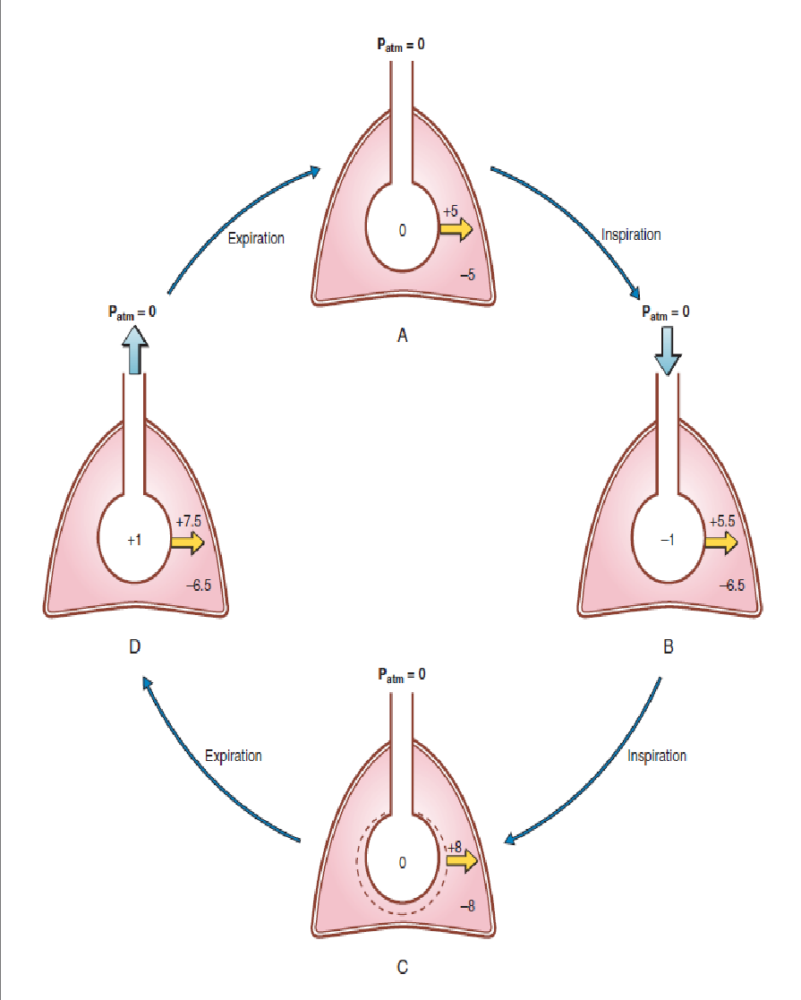 Patm = 0
+5
0
–5
A
Expiration
Inspiration
Patm = 0
Patm = 0
+7.5
+1
–6.5
D
+5.5
–1
–6.5
B
Patm = 0
Expiration
Inspiration
+8
0
–8
C